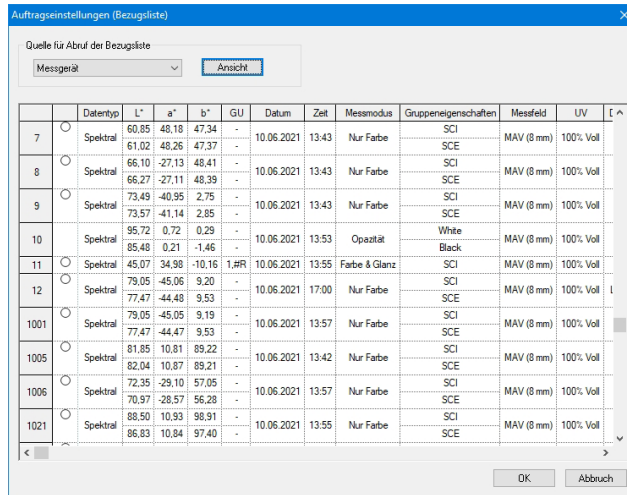 Auftragseinstellungen (Bezugsliste)
Quelle für Abruf der Bezugsliste
Messgerät Ansicht
Datentyp L* a* b* GU Datum Zeit Messmodus Gruppeneigenschaften Messfeld UV
7 Spektral 60,85 48,18 47,34 - 10.06.2021 13:43 Nur Farbe SCI MAV (8 mm) 100% Voll
61,02 48,26 47,37 - SCE
8 Spektral 66,10 -27,13 48,41 - 10.06.2021 13:43 Nur Farbe SCI MAV (8 mm) 100% Voll
66,27 -27,11 48,39 - SCE
9 Spektral 73,49 -40,95 2,75 - 10.06.2021 13:43 Nur Farbe SCI MAV (8 mm) 100% Voll
73,57 -41,14 2,85 - SCE
10 Spektral 95,72 0,72 0,29 - 10.06.2021 13:53 Opazität White MAV (8 mm) 100% Voll
85,48 0,21 -1,46 - Black
11 Spektral 45,07 34,98 -10,16 1,#R 10.06.2021 13:55 Farbe & Glanz SCI MAV (8 mm) 100% Voll
12 Spektral 79,05 -45,06 9,20 - 10.06.2021 17:00 Nur Farbe SCI MAV (8 mm) 100% Voll
77,47 -44,48 9,53 - SCE
1001 Spektral 79,05 -45,05 9,19 - 10.06.2021 13:57 Nur Farbe SCI MAV (8 mm) 100% Voll
77,47 -44,47 9,53 - SCE
1005 Spektral 81,85 10,81 89,22 - 10.06.2021 13:42 Nur Farbe SCI MAV (8 mm) 100% Voll
82,04 10,87 89,21 - SCE
1006 Spektral 72,35 -29,10 57,05 - 10.06.2021 13:57 Nur Farbe SCI MAV (8 mm) 100% Voll
70,97 -28,57 56,28 - SCE
1021 Spektral 88,50 10,93 98,91 - 10.06.2021 13:55 Nur Farbe SCI MAV (8 mm) 100% Voll
86,83 10,84 97,40 - SCE
OK Abbruch